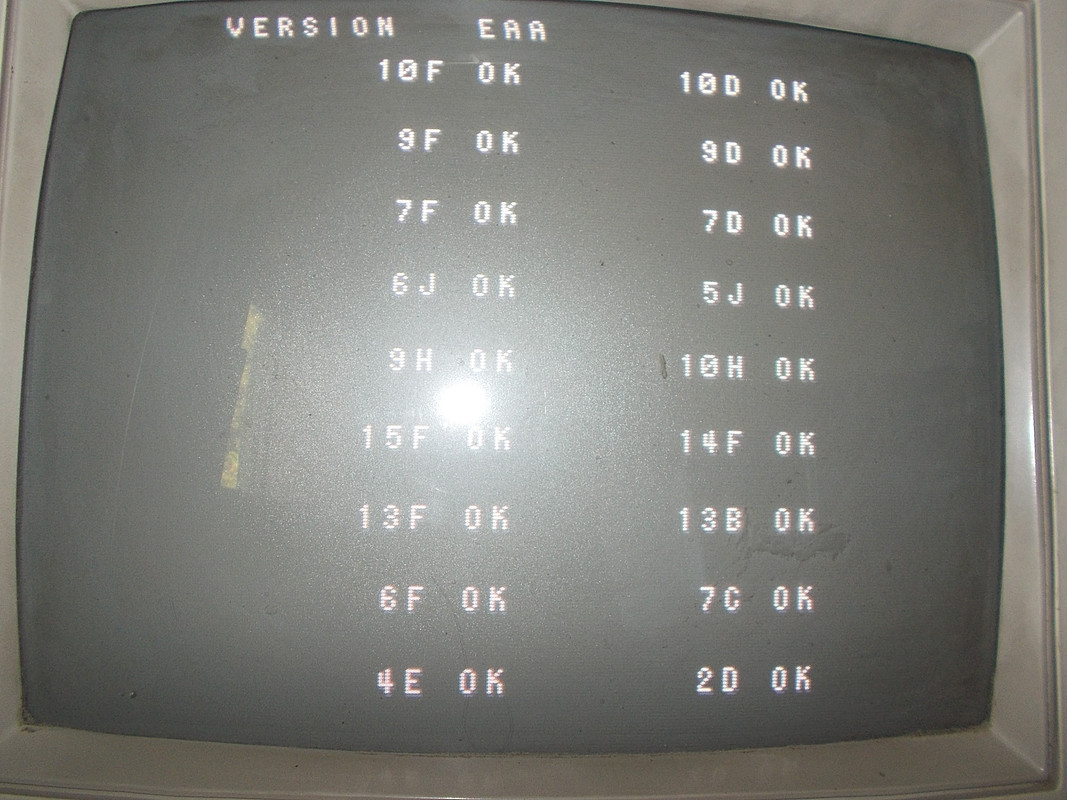 VERSION EAA
10F OK 10D OK
9F OK 9D OK
7F OK 7D OK
6J OK 5J OK
9H OK 10H OK
15F OK 14F OK
13F OK 13B OK
6F OK 7C OK
4E OK 2D OK